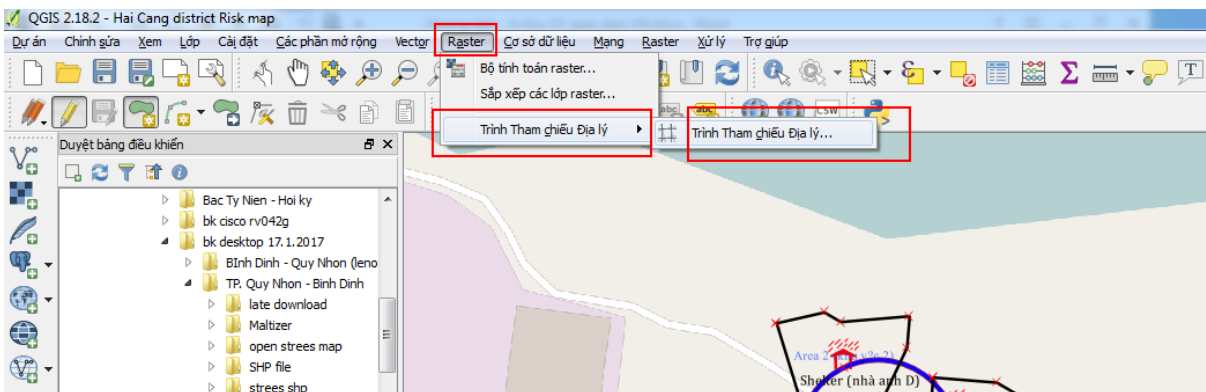 QGIS 2.18.2 - Hai Cang district Risk map
Dự án Chỉnh sửa Xem Lớp Cài đặt Các phần mở rộng Vector Raster Cơ sở dữ liệu Mạng Raster Xử lý Trợ giúp
Bộ tính toán raster...
Sắp xếp các lớp raster...
abc abc CSW
Trình Tham chiếu Địa lý
Trình Tham chiếu Địa lý...
Duyệt bảng điều khiển
Bac Ty Nien - Hoi ky
bk cisco rv042g
bk desktop 17.1.2017
BInh Dinh - Quy Nhon (leno
TP. Quy Nhon - Binh Dinh
late download
Maltizer
open strees map
SHP file
strees shp
Area 2
(nhà anh D)